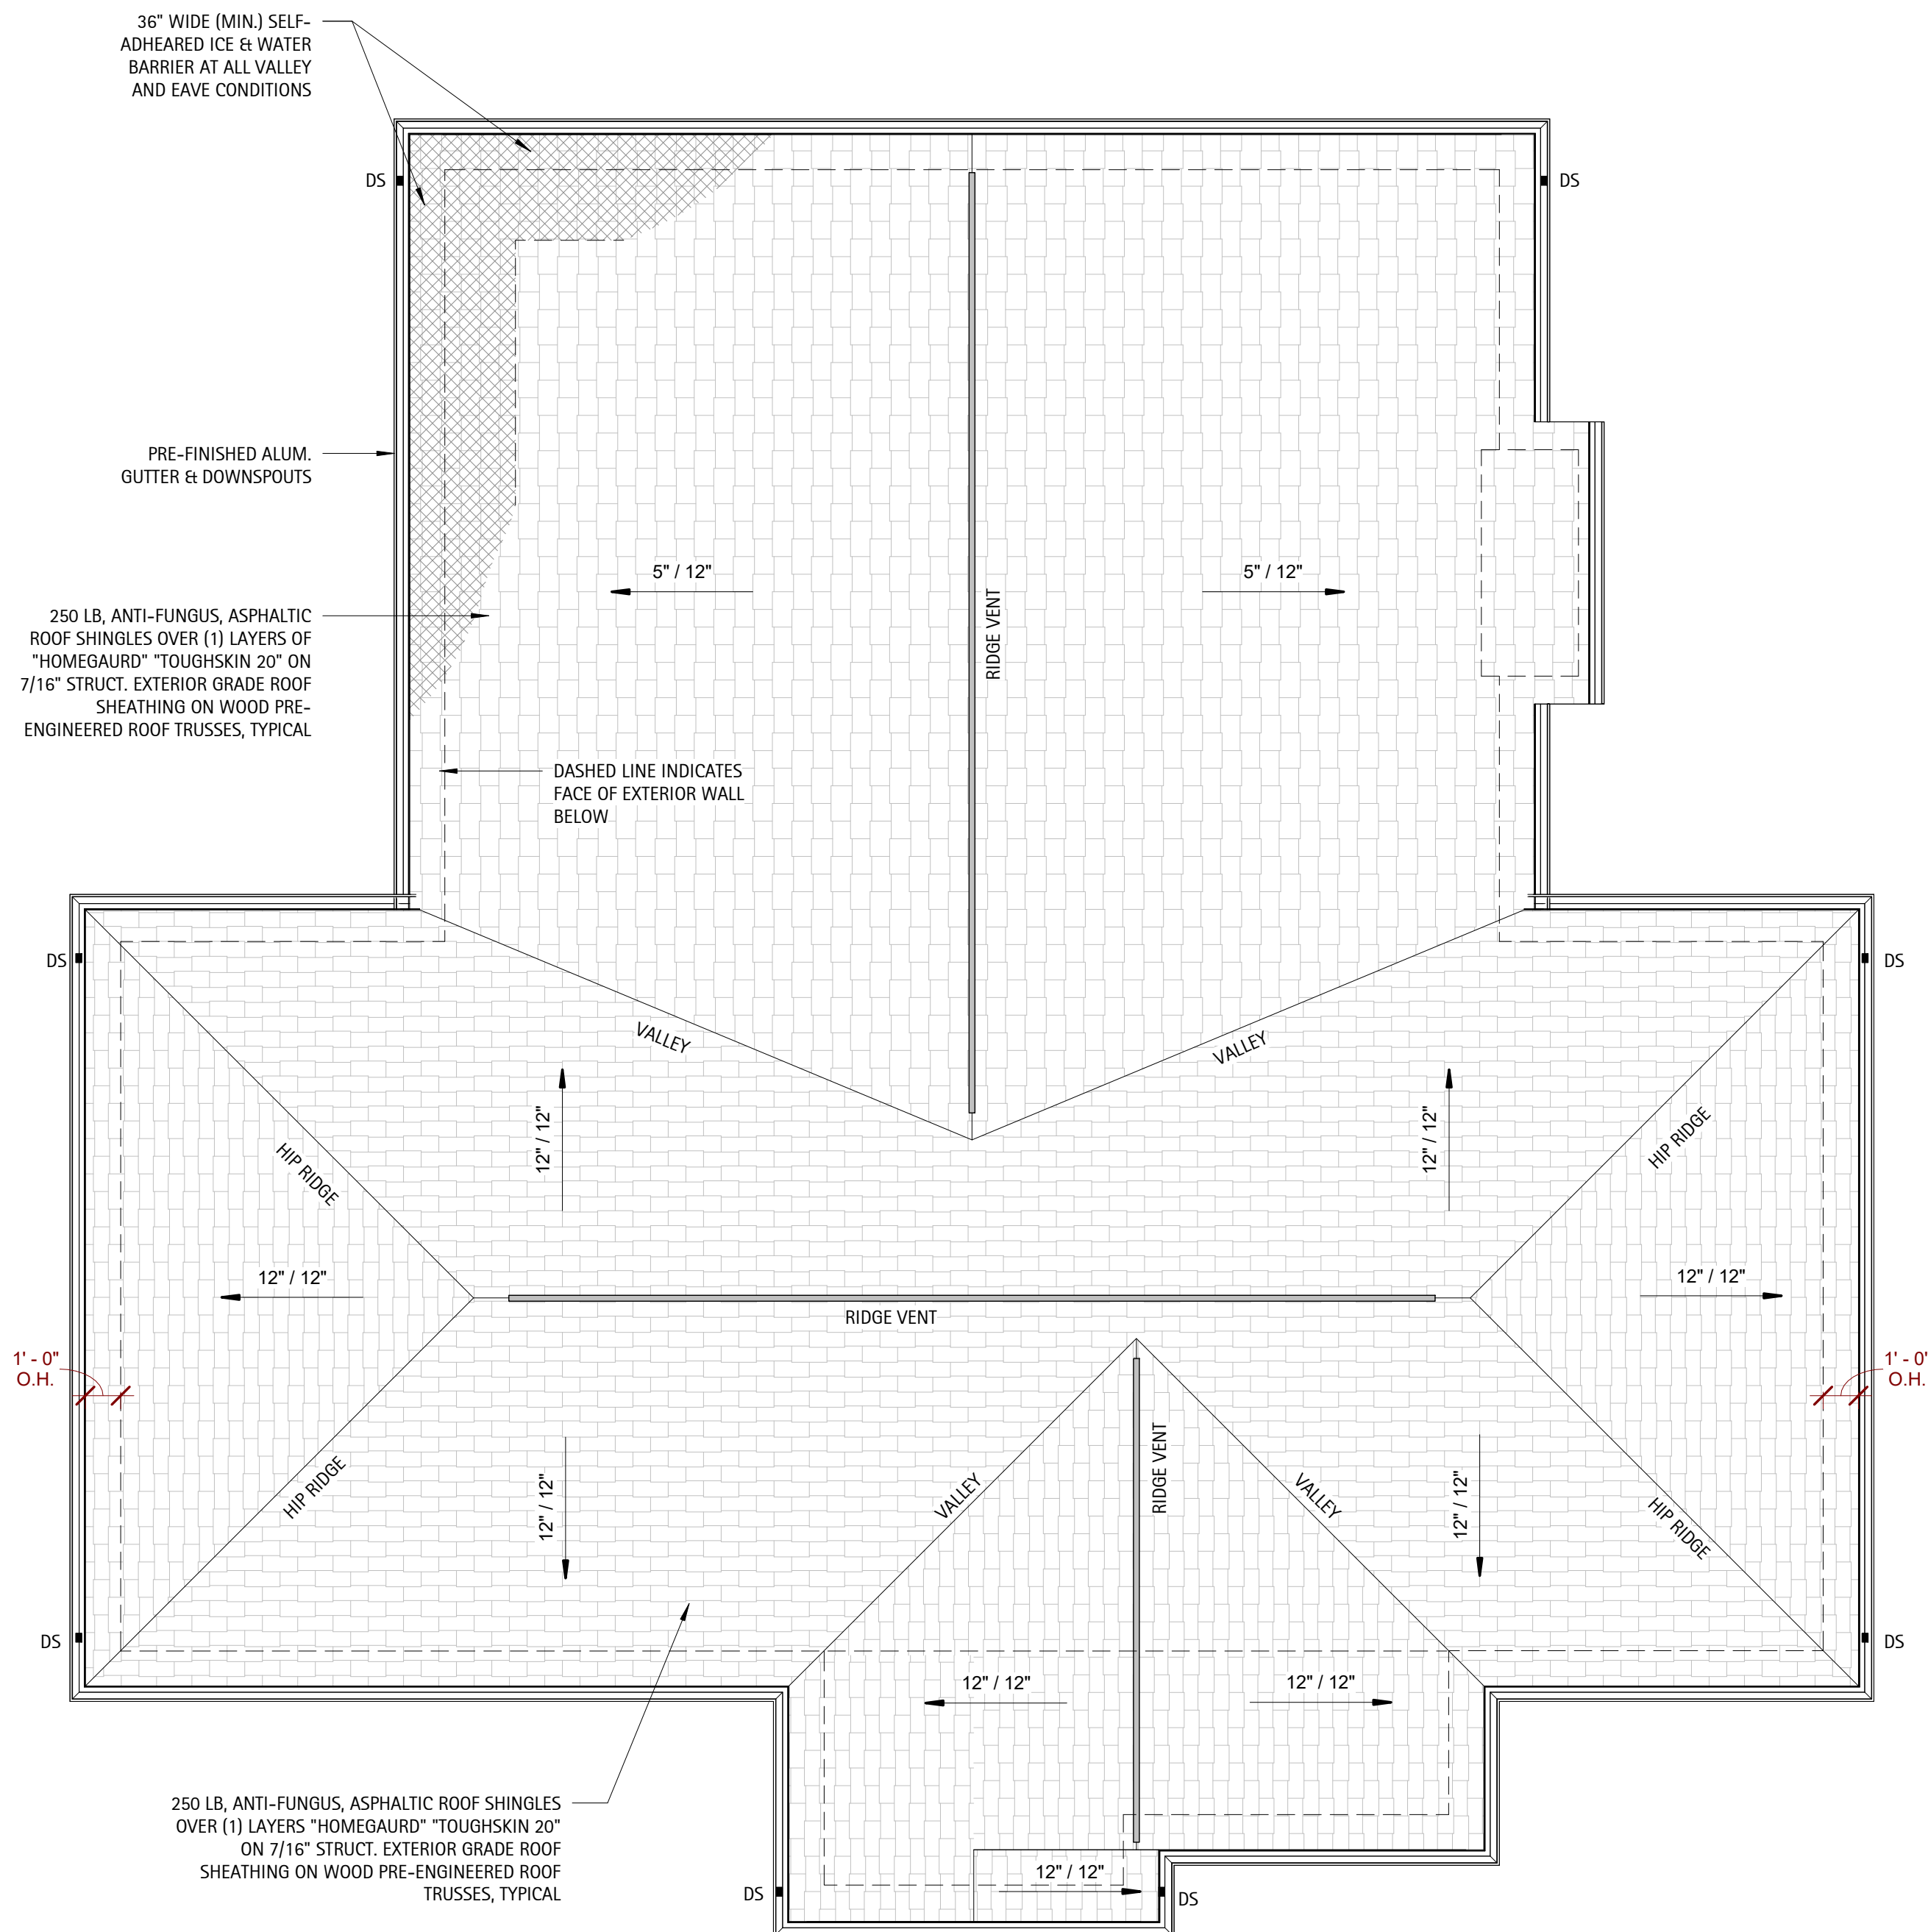 36" WIDE (MIN.) SELF-
ADHEARED ICE & WATER
BARRIER AT ALL VALLEY
AND EAVE CONDITIONS
DS
DS
PRE-FINISHED ALUM.
GUTTER & DOWNSPOUTS
5" / 12"
5" / 12"
RIDGE VENT
250 LB, ANTI-FUNGUS, ASPHALTIC
ROOF SHINGLES OVER (1) LAYERS OF
"HOMEGAURD" "TOUGHSKIN 20" ON
7/16" STRUCT. EXTERIOR GRADE ROOF
SHEATHING ON WOOD PRE-
ENGINEERED ROOF TRUSSES, TYPICAL
DASHED LINE INDICATES
FACE OF EXTERIOR WALL
BELOW
DS
DS
VALLEY
VALLEY
12" / 12"
12" / 12"
HIP RIDGE
HIP RIDGE
12" / 12"
12" / 12"
RIDGE VENT
1' - 0"
O.H.
1' - 0'
O.H.
HIP RIDGE
12" / 12"
VALLEY
RIDGE VENT
VALLEY
12" / 12"
HIP RIDGE
DS
DS
12" / 12"
12" / 12"
250 LB, ANTI-FUNGUS, ASPHALTIC ROOF SHINGLES
OVER (1) LAYERS "HOMEGAURD" "TOUGHSKIN 20"
ON 7/16" STRUCT. EXTERIOR GRADE ROOF
SHEATHING ON WOOD PRE-ENGINEERED ROOF
TRUSSES, TYPICAL
12" / 12"
DS
DS